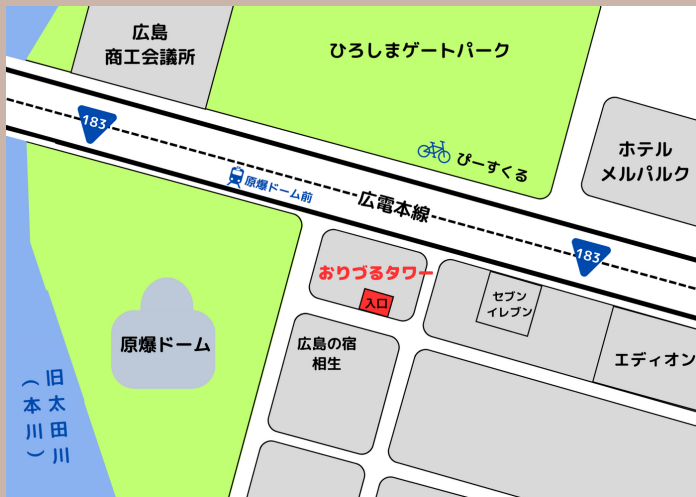 広島
商工会議所
ひろしまゲートパーク
183
ぴーすくる
ホテル
メルパルク
原爆ドーム前
広電本線
183
おりづるタワー
入口
セブン
イレブン
エディオン
原爆ドーム
広島の宿
相生
旧太田川
(本川)